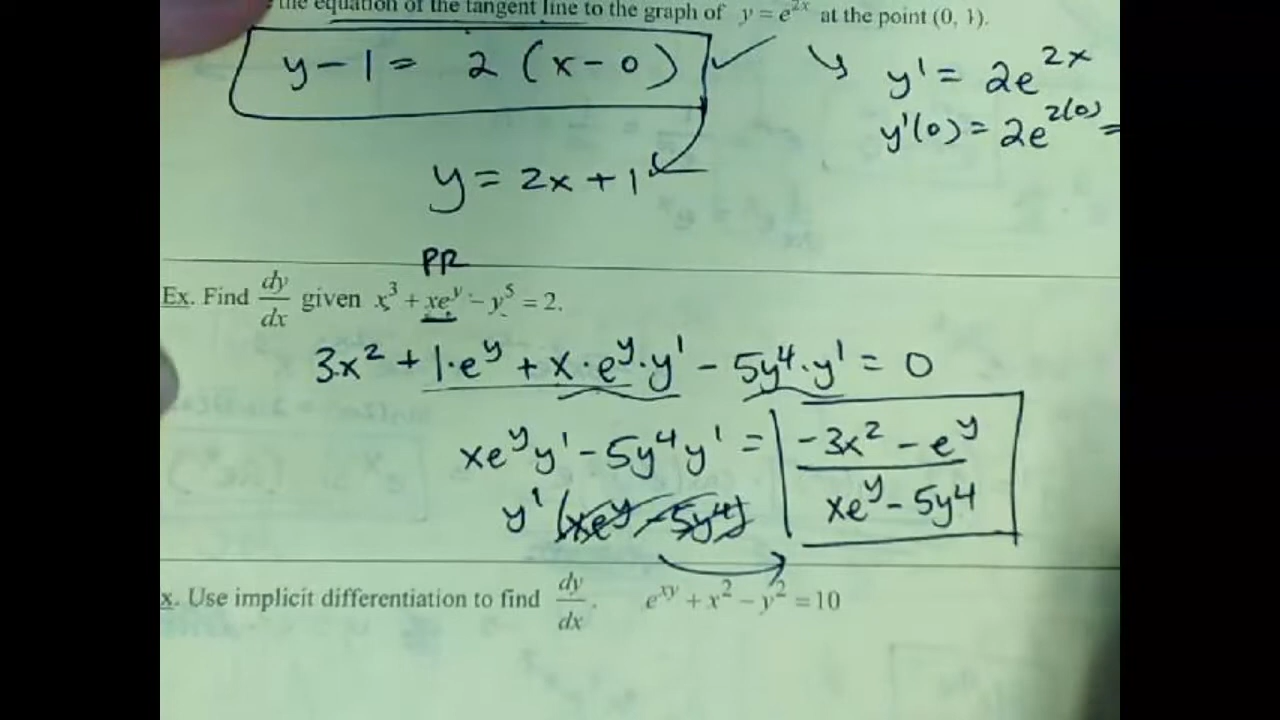 the equation of the tangent line to the graph of y = e^{2x} at the point (0, 1).
y - 1 = 2 (x - 0)
y' = 2e^{2x}
y'(0) = 2e^{2(0)} =
y = 2x + 1
PR
Ex. Find dy/dx given x^3 + xe^y - y^5 = 2.
3x^2 + 1·e^y + x·e^y·y' - 5y^4·y' = 0
xe^y y' - 5y^4 y' = -3x^2 - e^y / xe^y - 5y^4
y' (xe^y - 5y^4)
x. Use implicit differentiation to find dy/dx. e^{xy} + x^2 - y^2 = 10